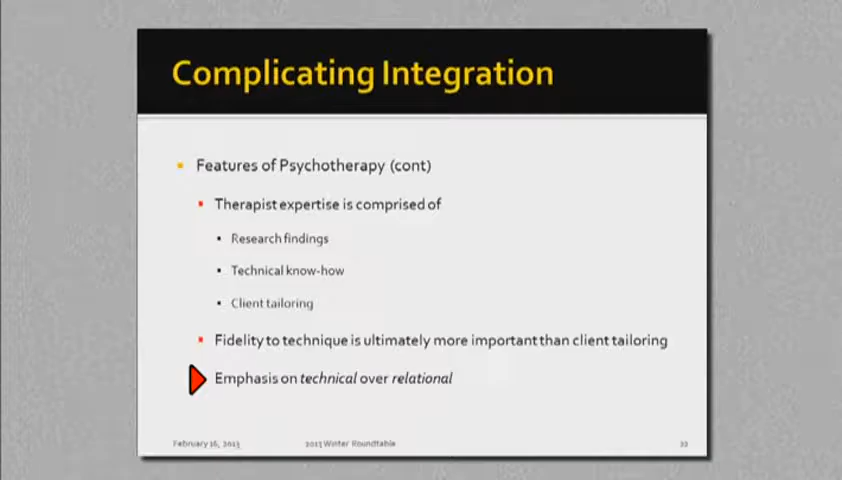 Complicating Integration
Features of Psychotherapy (cont)
Therapist expertise is comprised of
Research findings
Technical know-how
Client tailoring
Fidelity to technique is ultimately more important than client tailoring
Emphasis on technical over relational
February 16, 2013
2013 Winter Roundtable
22